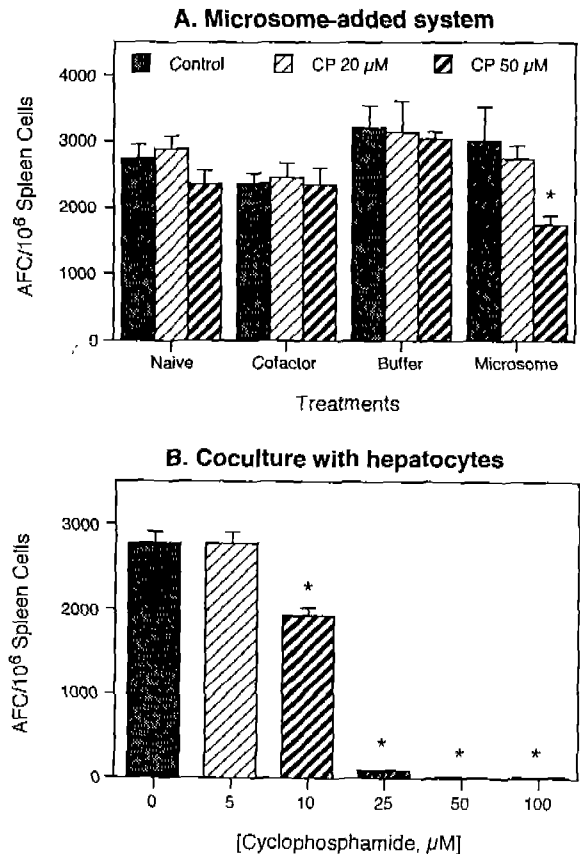 A. Microsome-added system
Control CP 20 µM CP 50 µM
AFC/10⁶ Spleen Cells
4000
3000
2000
1000
0
*
Naive Cofactor Buffer Microsome
Treatments
B. Coculture with hepatocytes
AFC/10⁶ Spleen Cells
3000
2000
1000
0
* * * *
0 5 10 25 50 100
[Cyclophosphamide, µM]